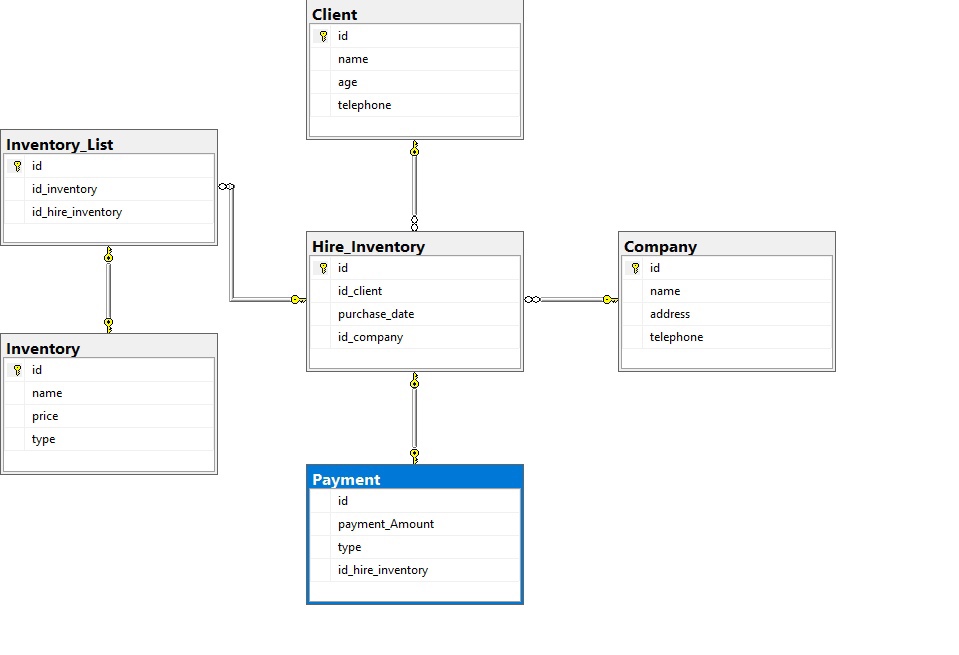 Client
id
name
age
telephone
Inventory_List
id
id_inventory
id_hire_inventory
Hire_Inventory
id
id_client
purchase_date
id_company
Company
id
name
address
telephone
Inventory
id
name
price
type
Payment
id
payment_Amount
type
id_hire_inventory